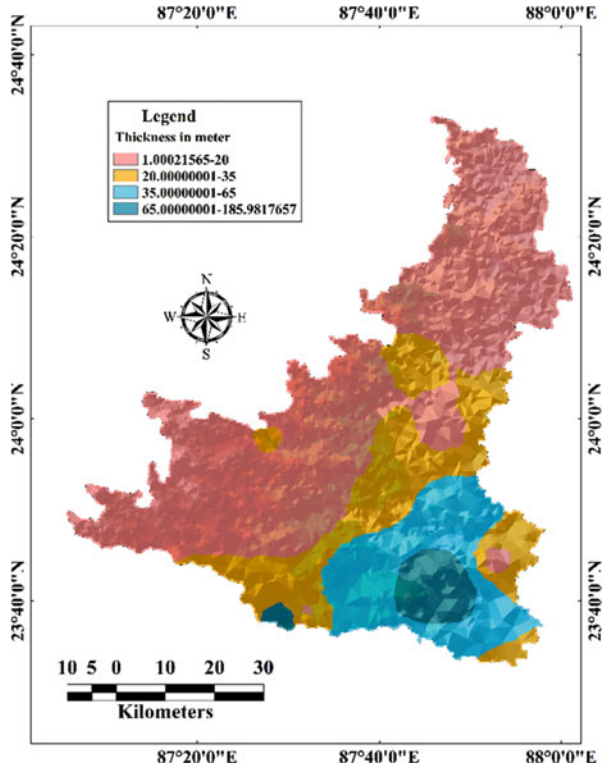 87°20'0"E 87°40'0"E 88°0'0"E
24°40'0"N
24°40'0"N
Legend
Thickness in meter
1.00021565-20
20.00000001-35
35.00000001-65
65.00000001-185.9817657
24°20'0"N
24°20'0"N
N
W E
S
24°0'0"N
24°0'0"N
23°40'0"N
23°40'0"N
10 5 0 10 20 30
Kilometers
87°20'0"E 87°40'0"E 88°0'0"E